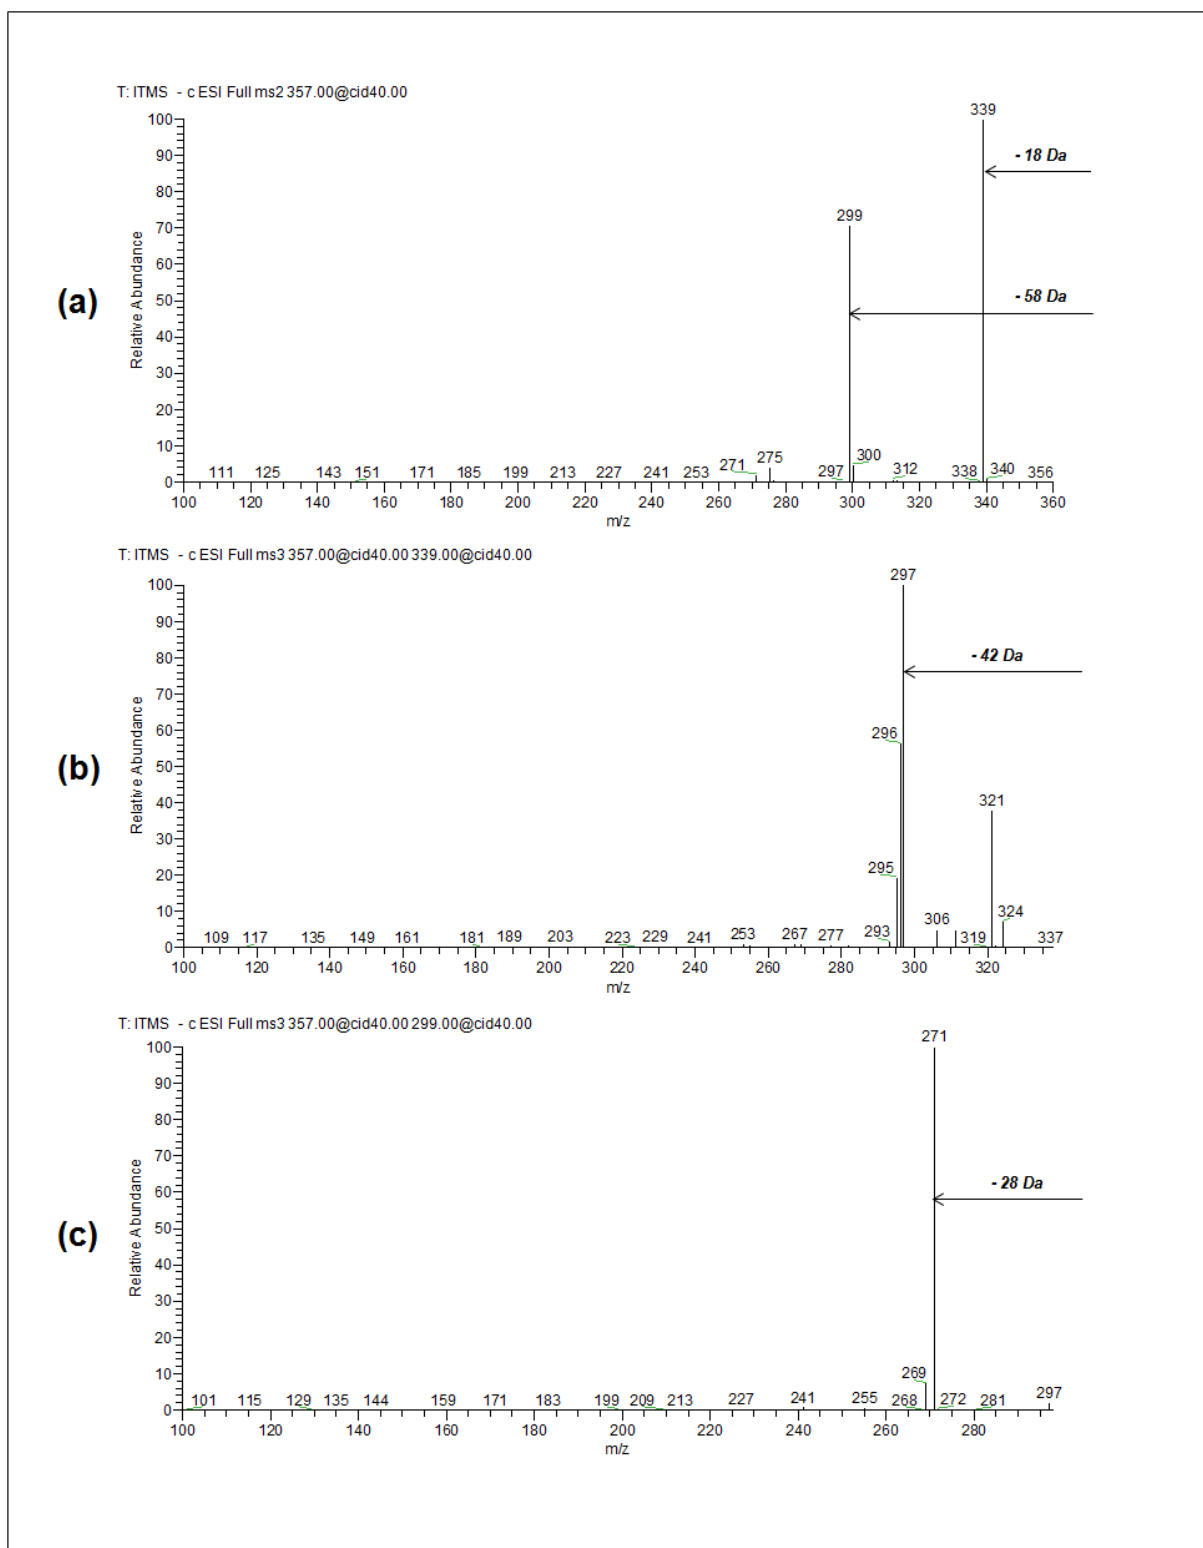 T: ITMS - c ESI Full ms2 357.00@cid40.00
(a)
Relative Abundance
100
90
80
70
60
50
40
30
20
10
0
339
- 18 Da
299
- 58 Da
111 125 143 151 171 185 199 213 227 241 253 271 275 297 300 312 338 340 356
100 120 140 160 180 200 220 240 260 280 300 320 340 360
m/z
T: ITMS - c ESI Full ms3 357.00@cid40.00 339.00@cid40.00
(b)
Relative Abundance
100
90
80
70
60
50
40
30
20
10
0
297
- 42 Da
296
321
295
306 324
109 117 135 149 161 181 189 203 223 229 241 253 267 277 293 319 337
100 120 140 160 180 200 220 240 260 280 300 320
m/z
T: ITMS - c ESI Full ms3 357.00@cid40.00 299.00@cid40.00
(c)
Relative Abundance
100
90
80
70
60
50
40
30
20
10
0
271
- 28 Da
269
101 115 129 135 144 159 171 183 199 209 213 227 241 255 268 272 281 297
100 120 140 160 180 200 220 240 260 280
m/z